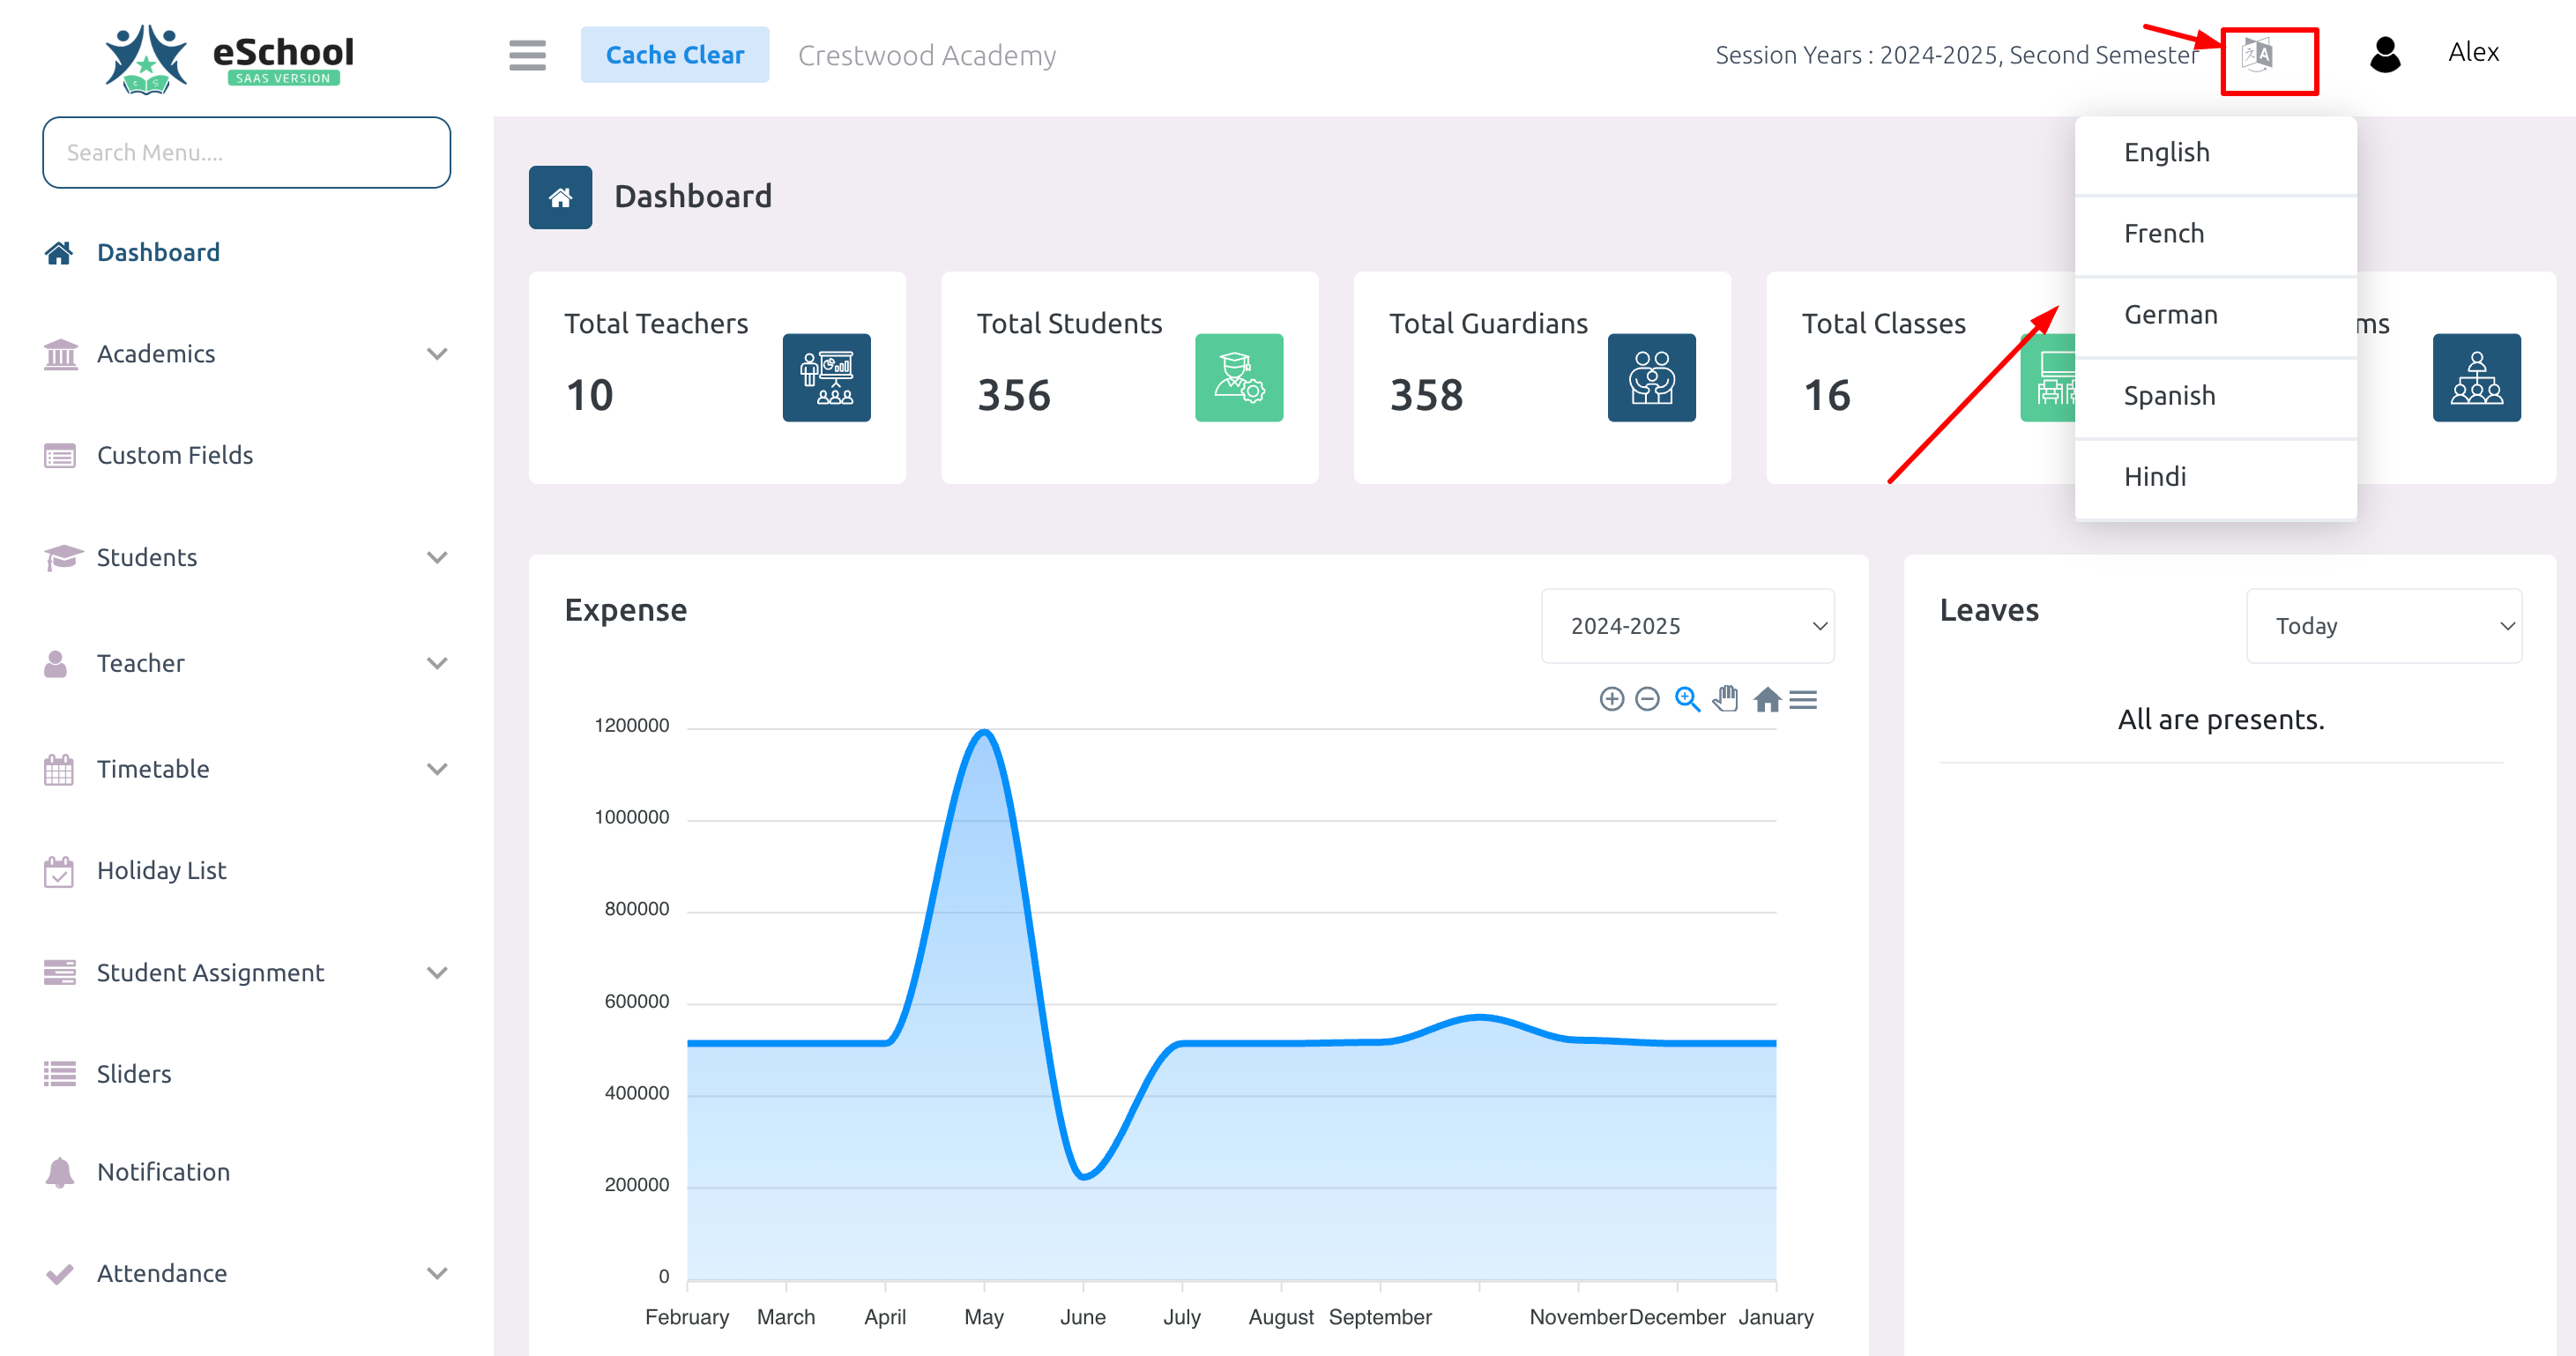 eSchool
SAAS VERSION
Cache Clear
Crestwood Academy
Session Years : 2024-2025, Second Semester
Alex
Search Menu....
English
French
German
Spanish
Hindi
Dashboard
Academics
Custom Fields
Students
Teacher
Timetable
Holiday List
Student Assignment
Sliders
Notification
Attendance
Dashboard
Total Teachers
10
Total Students
356
Total Guardians
358
Total Classes
16
ms
Expense
2024-2025
1200000
1000000
800000
600000
400000
200000
0
February March April May June July August September November December January
Leaves
Today
All are presents.